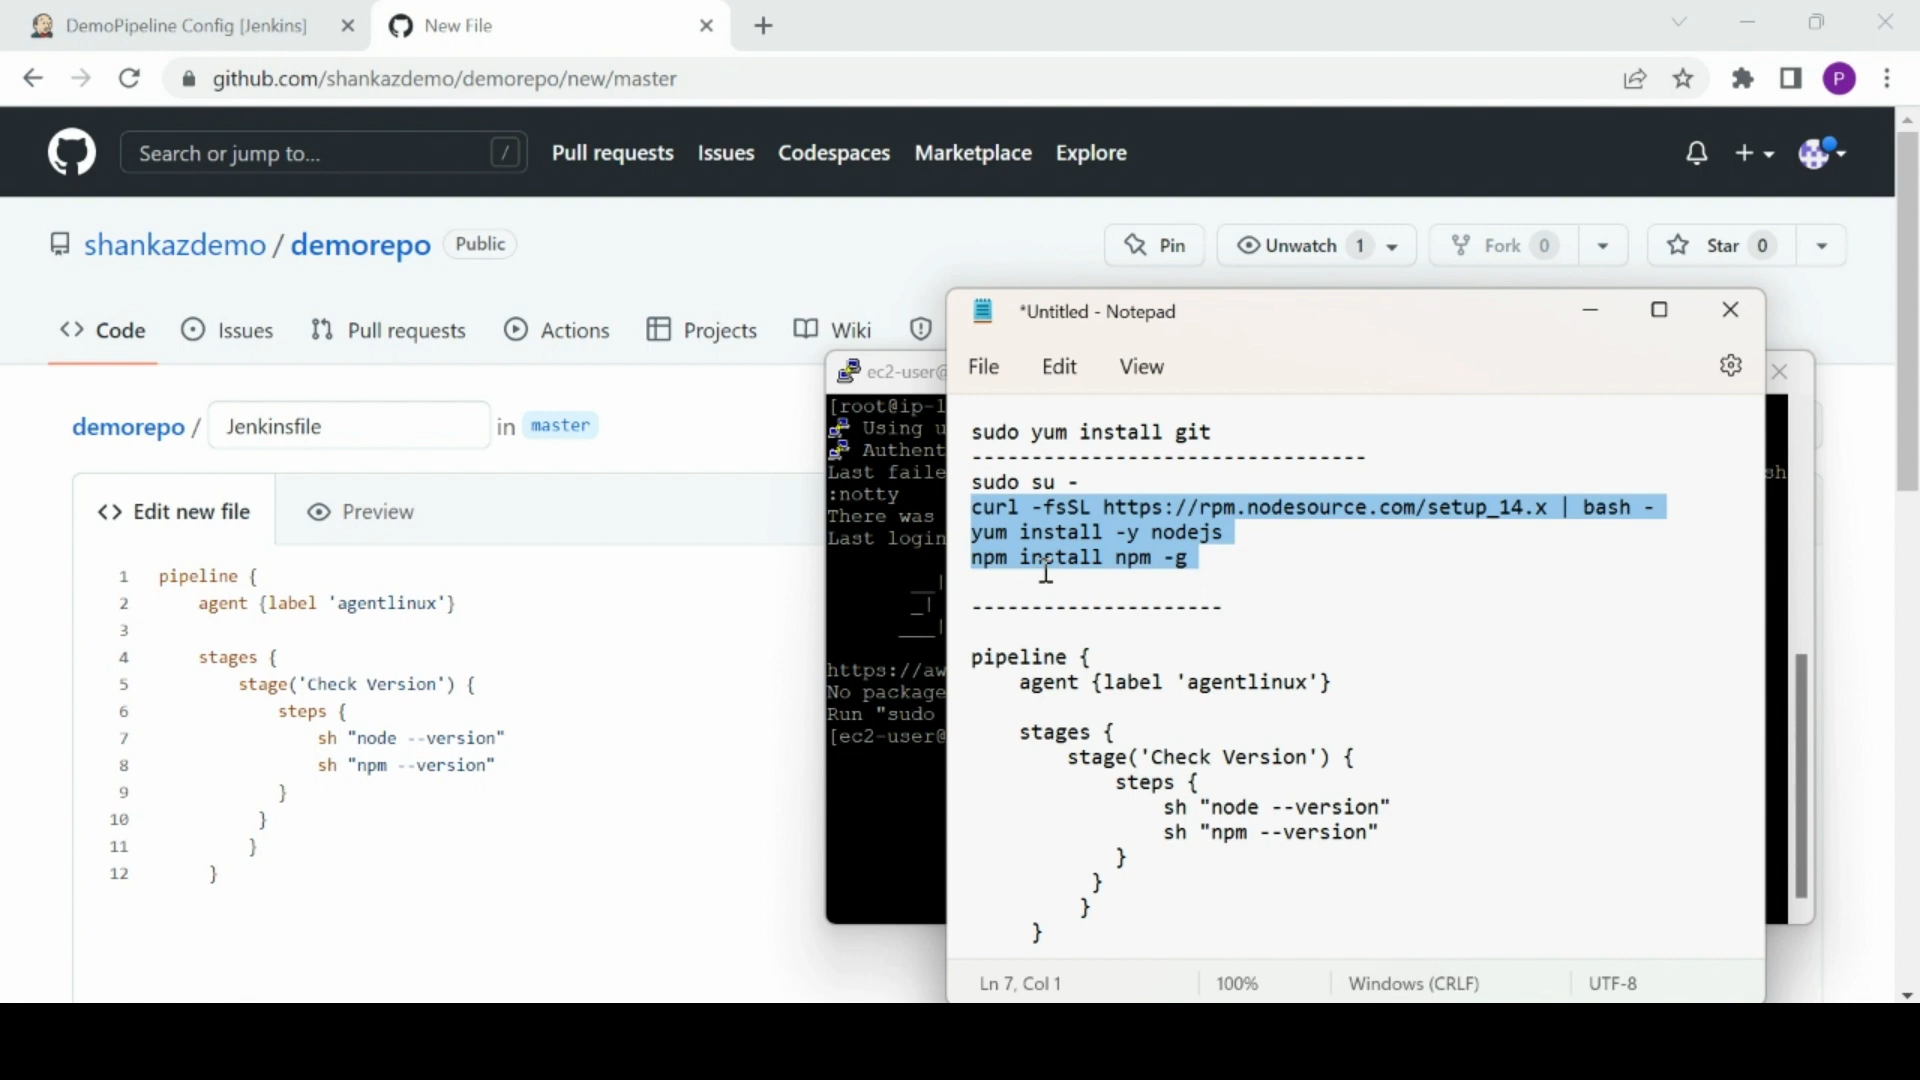 DemoPipeline Config [Jenkins]
New File
github.com/shankazdemo/demorepo/new/master
P
Search or jump to...
/
Pull requests
Issues
Codespaces
Marketplace
Explore
shankazdemo / demorepo
Public
Pin
Unwatch 1
Fork 0
Star 0
<> Code
Issues
Pull requests
Actions
Projects
Wiki
demorepo / Jenkinsfile in master
<> Edit new file
Preview
1 pipeline {
2 agent {label 'agentlinux'}
3
4 stages {
5 stage('Check Version') {
6 steps {
7 sh "node --version"
8 sh "npm --version"
9 }
10 }
11 }
12 }
ec2-user@
[root@ip-1
Using u
Authent
Last faile
sh
:notty
There was
Last login
https://aw
No package
Run "sudo
[ec2-user@
*Untitled - Notepad
File
Edit
View
sudo yum install git
---------------------------------
sudo su -
curl -fsSL https://rpm.nodesource.com/setup_14.x | bash -
yum install -y nodejs
npm install npm -g
---------------------
pipeline {
agent {label 'agentlinux'}
stages {
stage('Check Version') {
steps {
sh "node --version"
sh "npm --version"
}
}
}
}
Ln 7, Col 1
100%
Windows (CRLF)
UTF-8